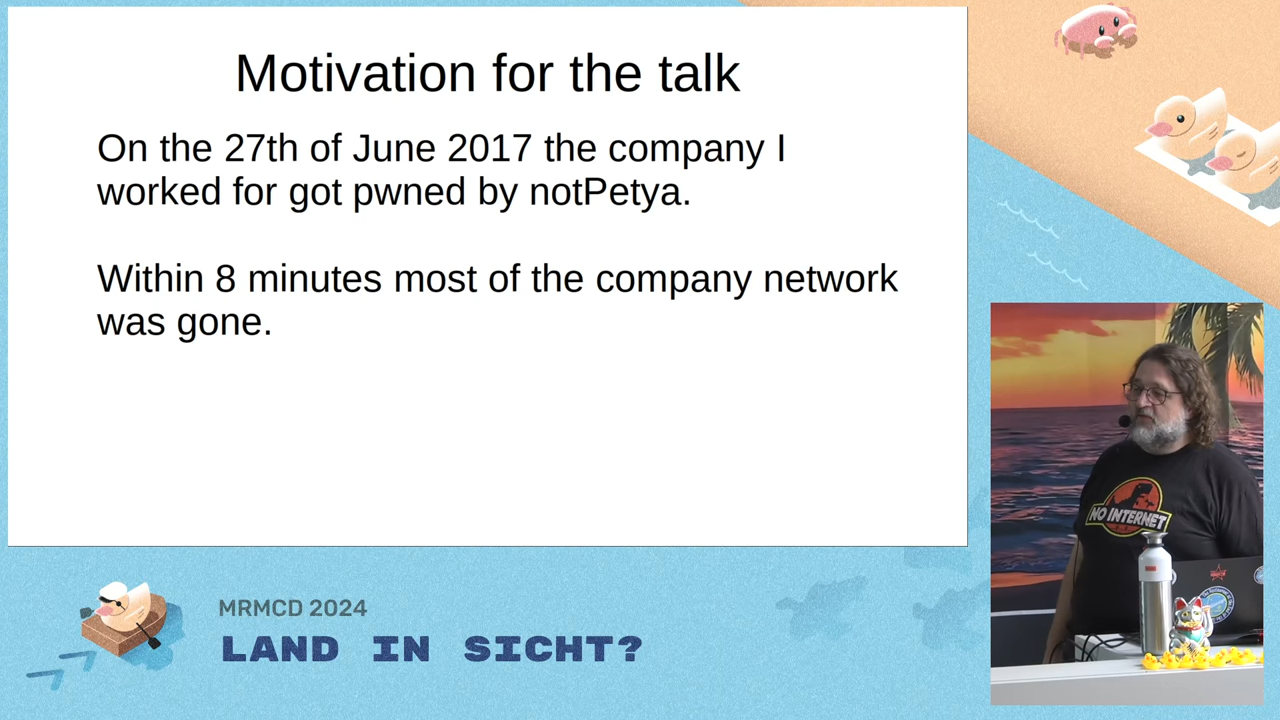 Motivation for the talk
On the 27th of June 2017 the company I
worked for got pwned by notPetya.
Within 8 minutes most of the company network
was gone.
NO INTERNET
MRMCD 2024
LAND IN SICHT?